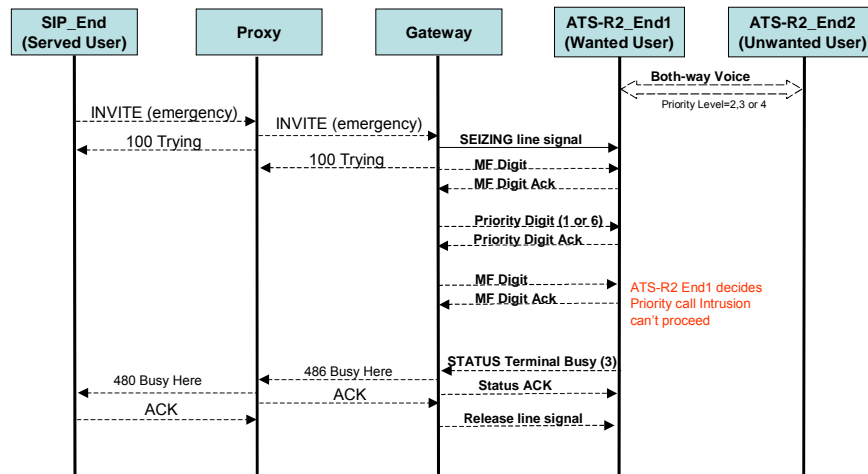 SIP_End
(Served User)
Proxy
Gateway
ATS-R2_End1
(Wanted User)
ATS-R2_End2
(Unwanted User)
Both-way Voice
Priority Level=2,3 or 4
INVITE (emergency)
INVITE (emergency)
100 Trying
SEIZING line signal
100 Trying
MF Digit
MF Digit Ack
Priority Digit (1 or 6)
Priority Digit Ack
MF Digit
MF Digit Ack
ATS-R2 End1 decides
Priority call Intrusion
can't proceed
STATUS Terminal Busy (3)
486 Busy Here
480 Busy Here
Status ACK
ACK
ACK
Release line signal